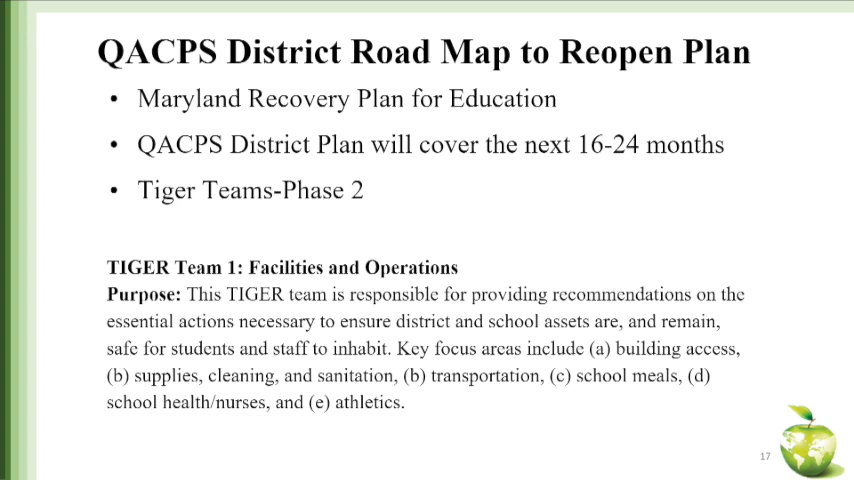 QACPS District Road Map to Reopen Plan
• Maryland Recovery Plan for Education
• QACPS District Plan will cover the next 16-24 months
• Tiger Teams-Phase 2
TIGER Team 1: Facilities and Operations
Purpose: This TIGER team is responsible for providing recommendations on the
essential actions necessary to ensure district and school assets are, and remain,
safe for students and staff to inhabit. Key focus areas include (a) building access,
(b) supplies, cleaning, and sanitation, (b) transportation, (c) school meals, (d)
school health/nurses, and (e) athletics.
17